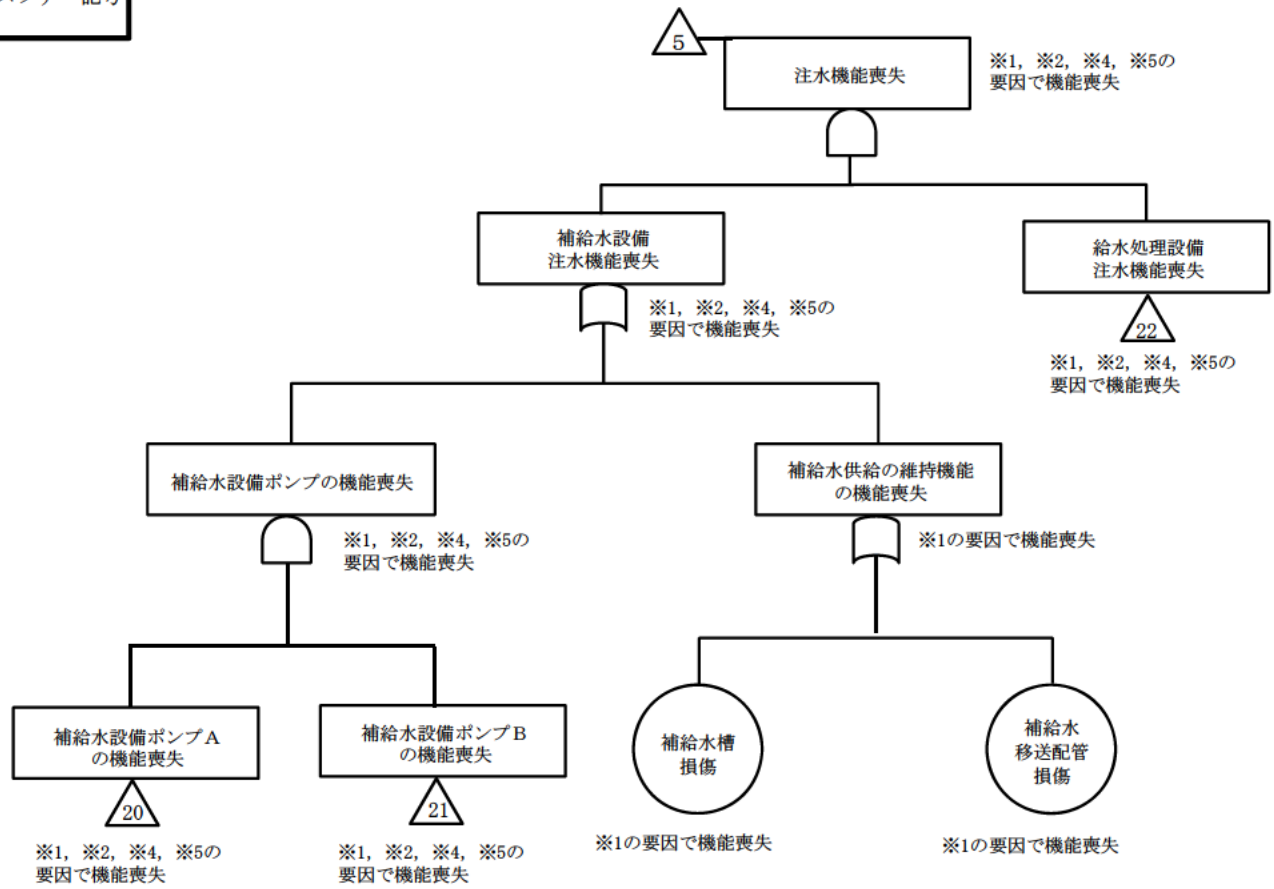 5
注水機能喪失
※1, ※2, ※4, ※5の
要因で機能喪失
補給水設備
注水機能喪失
※1, ※2, ※4, ※5の
要因で機能喪失
給水処理設備
注水機能喪失
22
※1, ※2, ※4, ※5の
要因で機能喪失
補給水設備ポンプの機能喪失
※1, ※2, ※4, ※5の
要因で機能喪失
補給水供給の維持機能
の機能喪失
※1の要因で機能喪失
補給水設備ポンプA
の機能喪失
20
※1, ※2, ※4, ※5の
要因で機能喪失
補給水設備ポンプB
の機能喪失
21
※1, ※2, ※4, ※5の
要因で機能喪失
補給水槽
損傷
※1の要因で機能喪失
補給水
移送配管
損傷
※1の要因で機能喪失